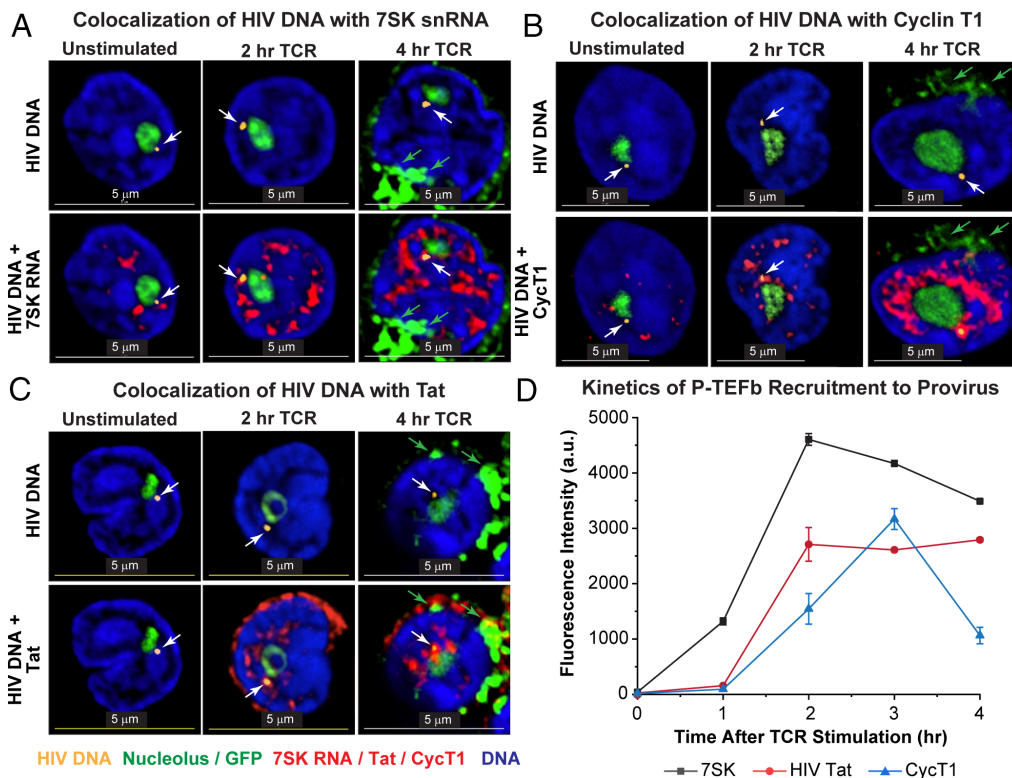 A
Colocalization of HIV DNA with 7SK snRNA
Unstimulated
2 hr TCR
4 hr TCR
HIV DNA
5 µm
5 µm
5 µm
HIV DNA +
7SK RNA
5 µm
5 µm
5 µm
B
Colocalization of HIV DNA with Cyclin T1
Unstimulated
2 hr TCR
4 hr TCR
HIV DNA
5 µm
5 µm
5 µm
HIV DNA +
CycT1
5 µm
5 µm
5 µm
C
Colocalization of HIV DNA with Tat
Unstimulated
2 hr TCR
4 hr TCR
HIV DNA
5 µm
5 µm
5 µm
HIV DNA +
Tat
5 µm
5 µm
5 µm
HIV DNA Nucleolus / GFP 7SK RNA / Tat / CycT1 DNA
D
Kinetics of P-TEFb Recruitment to Provirus
Fluorescence Intensity (a.u.)
5000
4000
3000
2000
1000
0
0 1 2 3 4
Time After TCR Stimulation (hr)
7SK HIV Tat CycT1